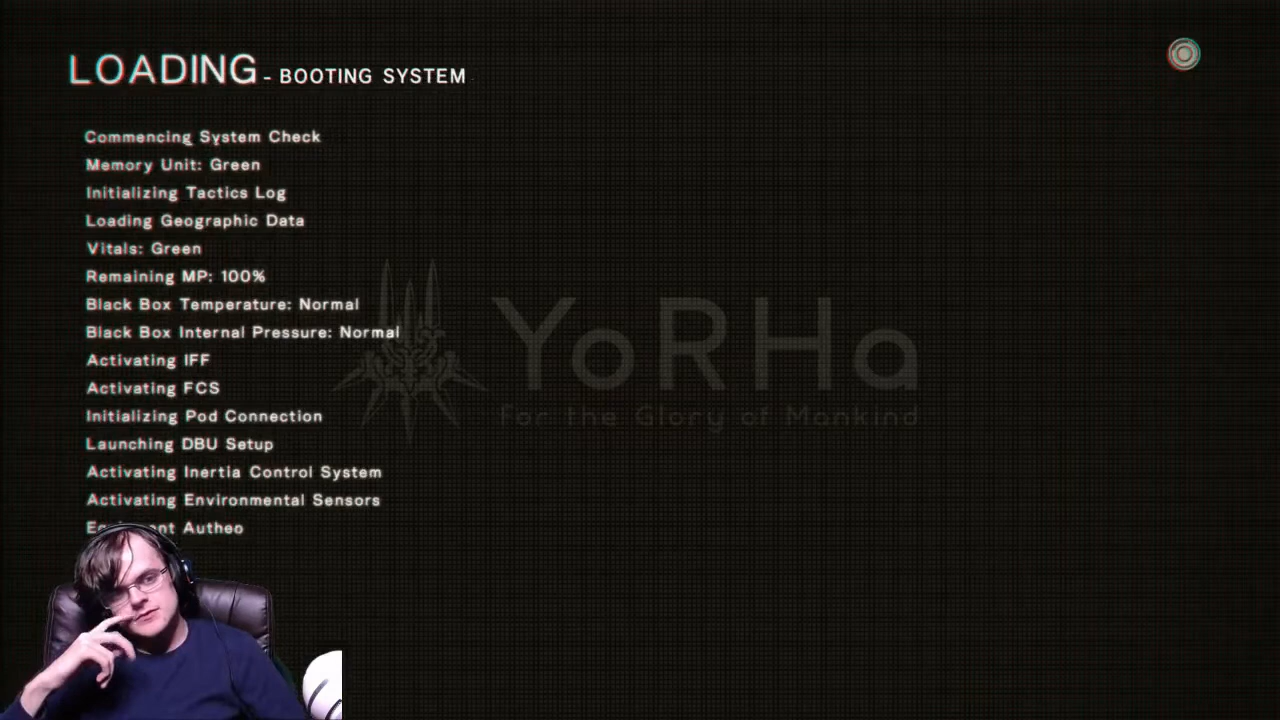 LOADING - BOOTING SYSTEM
Commencing System Check
Memory Unit: Green
Initializing Tactics Log
Loading Geographic Data
Vitals: Green
Remaining MP: 100%
Black Box Temperature: Normal
Black Box Internal Pressure: Normal
Activating IFF
Activating FCS
Initializing Pod Connection
Launching DBU Setup
Activating Inertia Control System
Activating Environmental Sensors
Autheo
YoRHa
For the Glory of Mankind